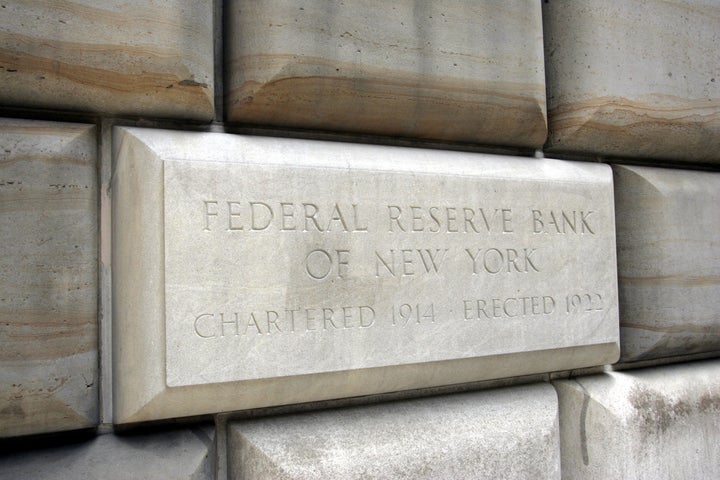 FEDERAL RESERVE BANK
OF NEW YORK
CHARTERED 1914 · ERECTED 1922